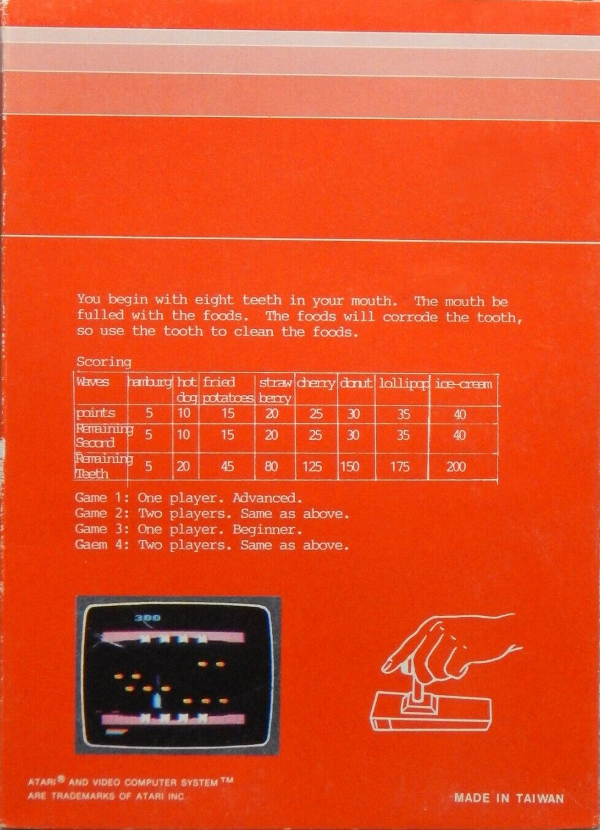 You begin with eight teeth in your mouth. The mouth be
fulled with the foods. The foods will corrode the tooth,
so use the tooth to clean the foods.
Scoring
Waves hamburg hot dog fried potatoes straw berry cherry donut lollipop ice-cream
points 5 10 15 20 25 30 35 40
Remaining Second 5 10 15 20 25 30 35 40
Remaining Teeth 5 20 45 80 125 150 175 200
Game 1: One player. Advanced.
Game 2: Two players. Same as above.
Game 3: One player. Beginner.
Gaem 4: Two players. Same as above.
300
ATARI® AND VIDEO COMPUTER SYSTEM™
ARE TRADEMARKS OF ATARI INC.
MADE IN TAIWAN